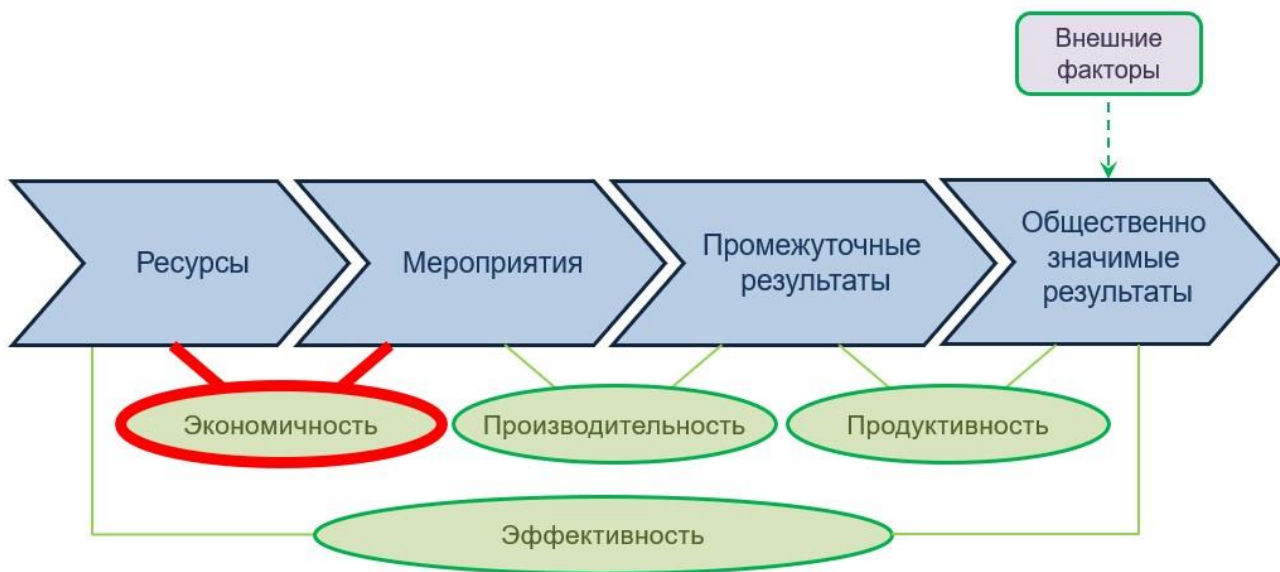 Внешние
факторы
Ресурсы
Мероприятия
Промежуточные
результаты
Общественно
значимые
результаты
Экономичность
Производительность
Продуктивность
Эффективность